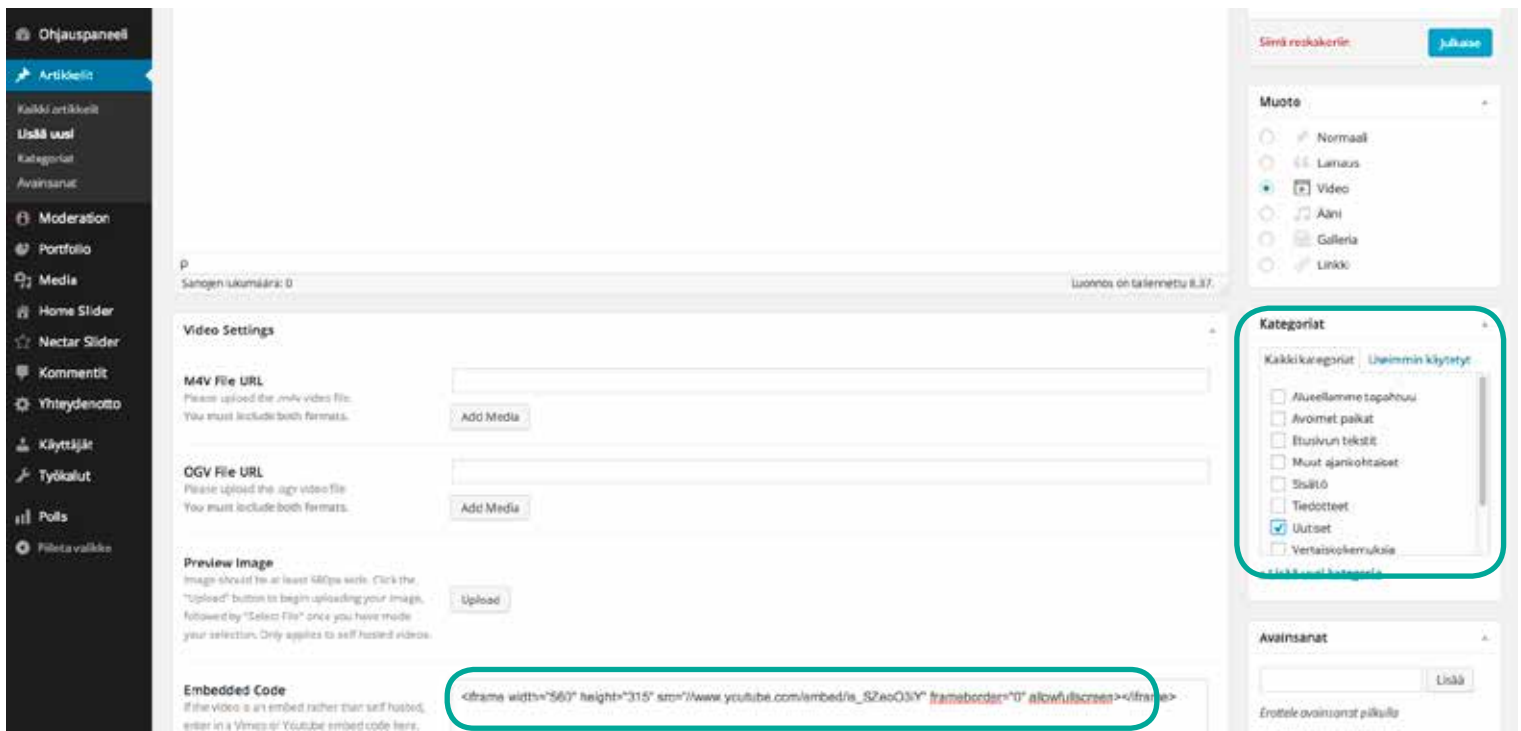 Ohjauspaneeli
Artikkelit
Kaikki artikkelit
Lisää uusi
Kategoriat
Avainsanat
Moderation
Portfolio
Media
Home Slider
Nectar Slider
Kommentit
Yhteydenotto
Käyttäjät
Työkalut
Polls
Piilota valikko
p
Sanojen lukumäärä: 0
Luonnos on tallennettu 8.37.
Video Settings
M4V File URL
Please upload the .m4v video file.
You must include both formats.
Add Media
OGV File URL
Please upload the .ogv video file
You must include both formats.
Add Media
Preview Image
Image should be at least 680px wide. Click the
"Upload" button to begin uploading your image,
followed by "Select File" once you have made
your selection. Only applies to self hosted videos.
Upload
Embedded Code
If the video is an embed rather than self hosted,
enter in a Vimeo or Youtube embed code here.
<iframe width="560" height="315" frameborder="0" allowfullscreen></iframe>
Siirrä roskakoriin
Julkaise
Muoto
Normaali
Lainaus
Video
Ääni
Galleria
Linkki
Kategoriat
Kaikki kategoriat Useimmin käytetyt
Alueellamme tapahtuu
Avoimet paikat
Etusivun tekstit
Muut ajankohtaiset
Sisältö
Tiedotteet
Uutiset
Vertaiskokemuksia
+ Lisää uusi kategoria
Avainsanat
Lisää
Erottele avainsanat pilkulla